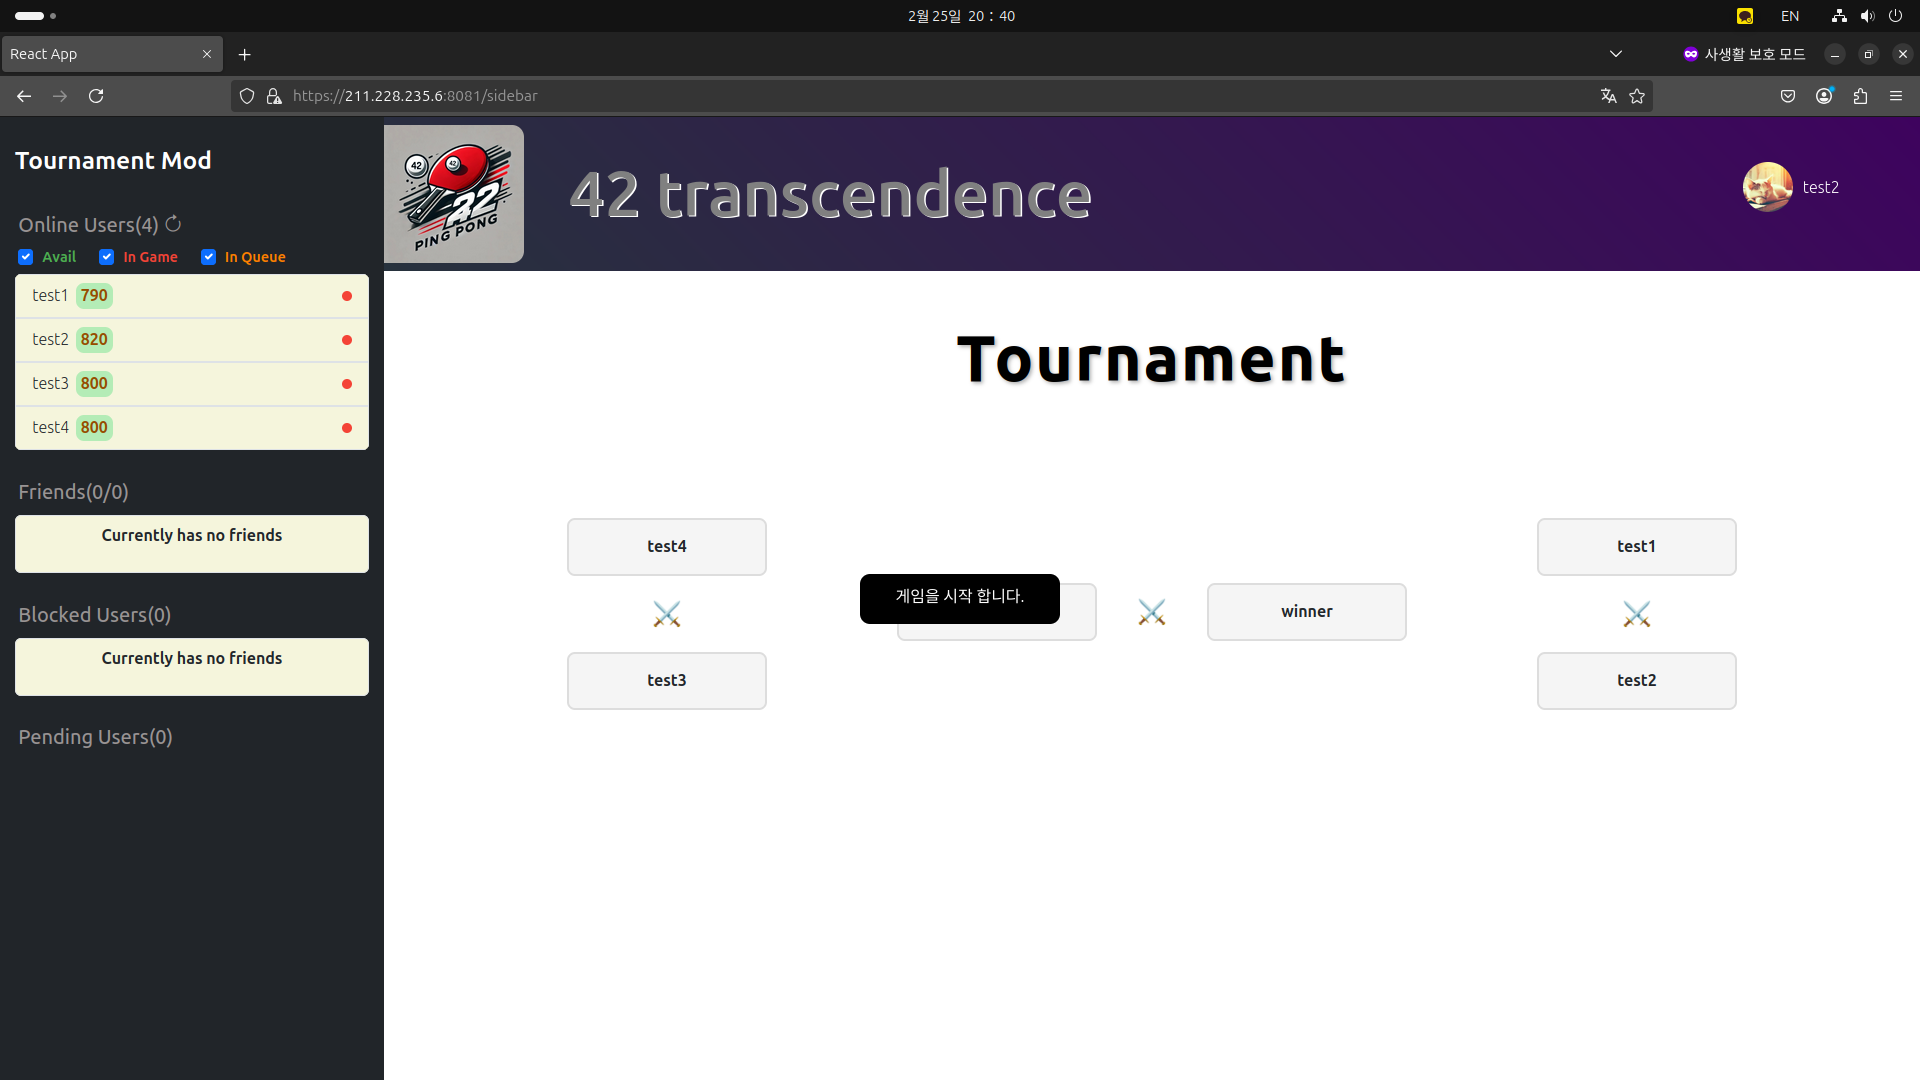 2월 25일 20 : 40
EN
React App
사생활 보호 모드
https://211.228.235.6:8081/sidebar
Tournament Mod
Online Users(4)
Avail
In Game
In Queue
test1 790
test2 820
test3 800
test4 800
Friends(0/0)
Currently has no friends
Blocked Users(0)
Currently has no friends
Pending Users(0)
42
42
42
PING PONG
42 transcendence
test2
Tournament
test4
test3
게임을 시작 합니다.
winner
test1
test2